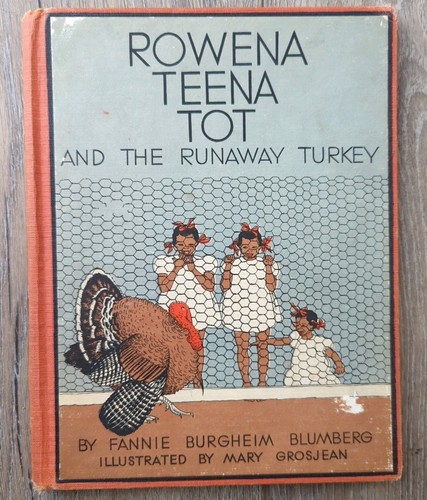 ROWENA
TEENA
TOT
AND THE RUNAWAY TURKEY
BY FANNIE BURGHEIM BLUMBERG
ILLUSTRATED BY MARY GROSJEAN